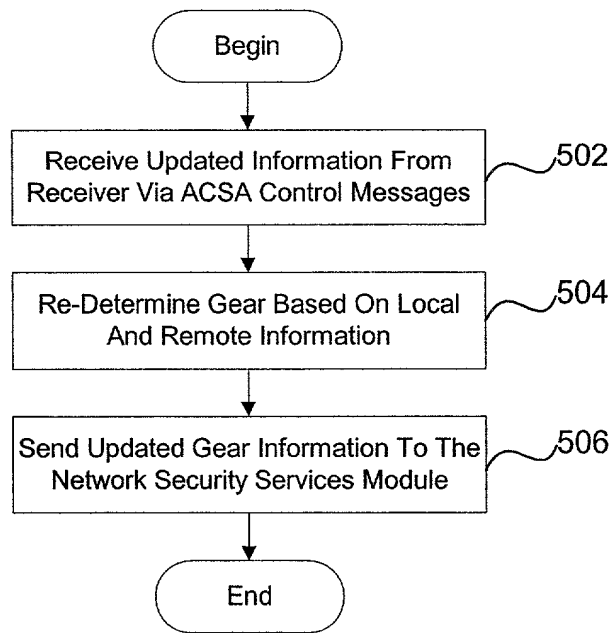 Begin
Receive Updated Information From
Receiver Via ACSA Control Messages
502
Re-Determine Gear Based On Local
And Remote Information
504
Send Updated Gear Information To The
Network Security Services Module
506
End